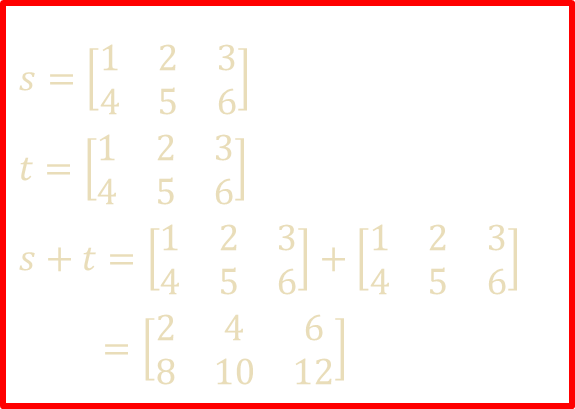 s = [1 2 3
4 5 6]
t = [1 2 3
4 5 6]
s + t = [1 2 3
4 5 6] + [1 2 3
4 5 6]
= [2 4 6
8 10 12]